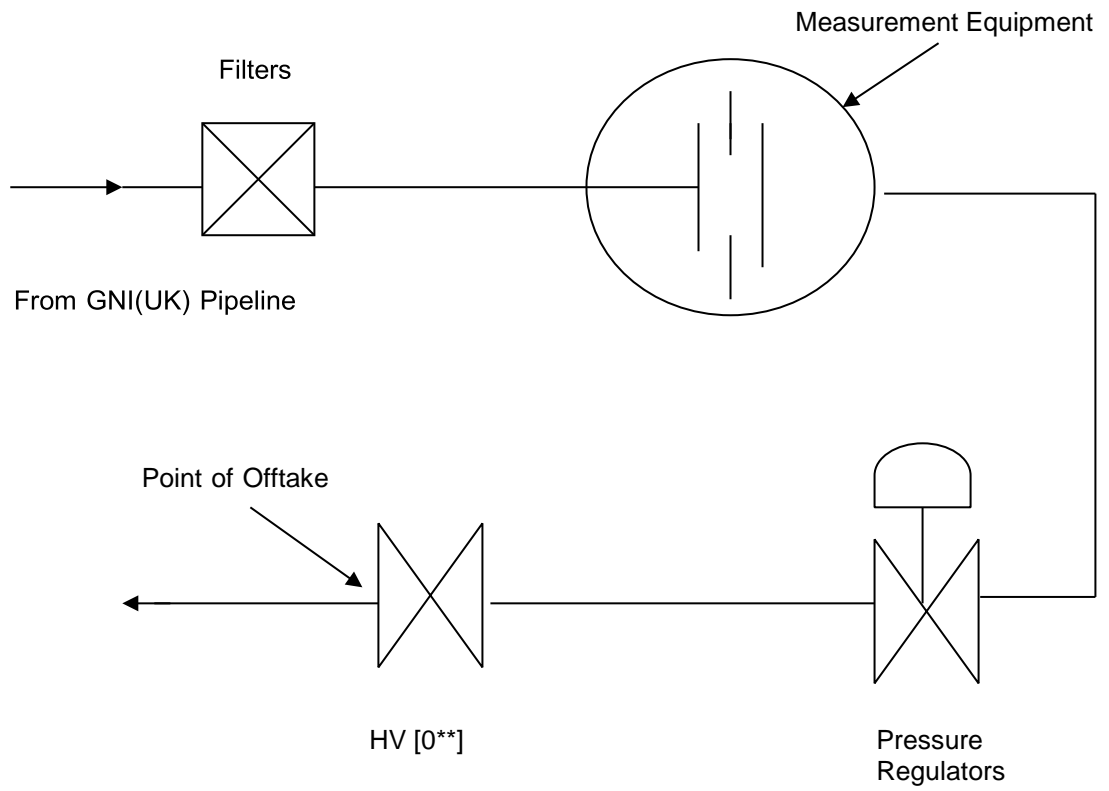 Measurement Equipment
Filters
From GNI(UK) Pipeline
Point of Offtake
HV [0**]
Pressure
Regulators